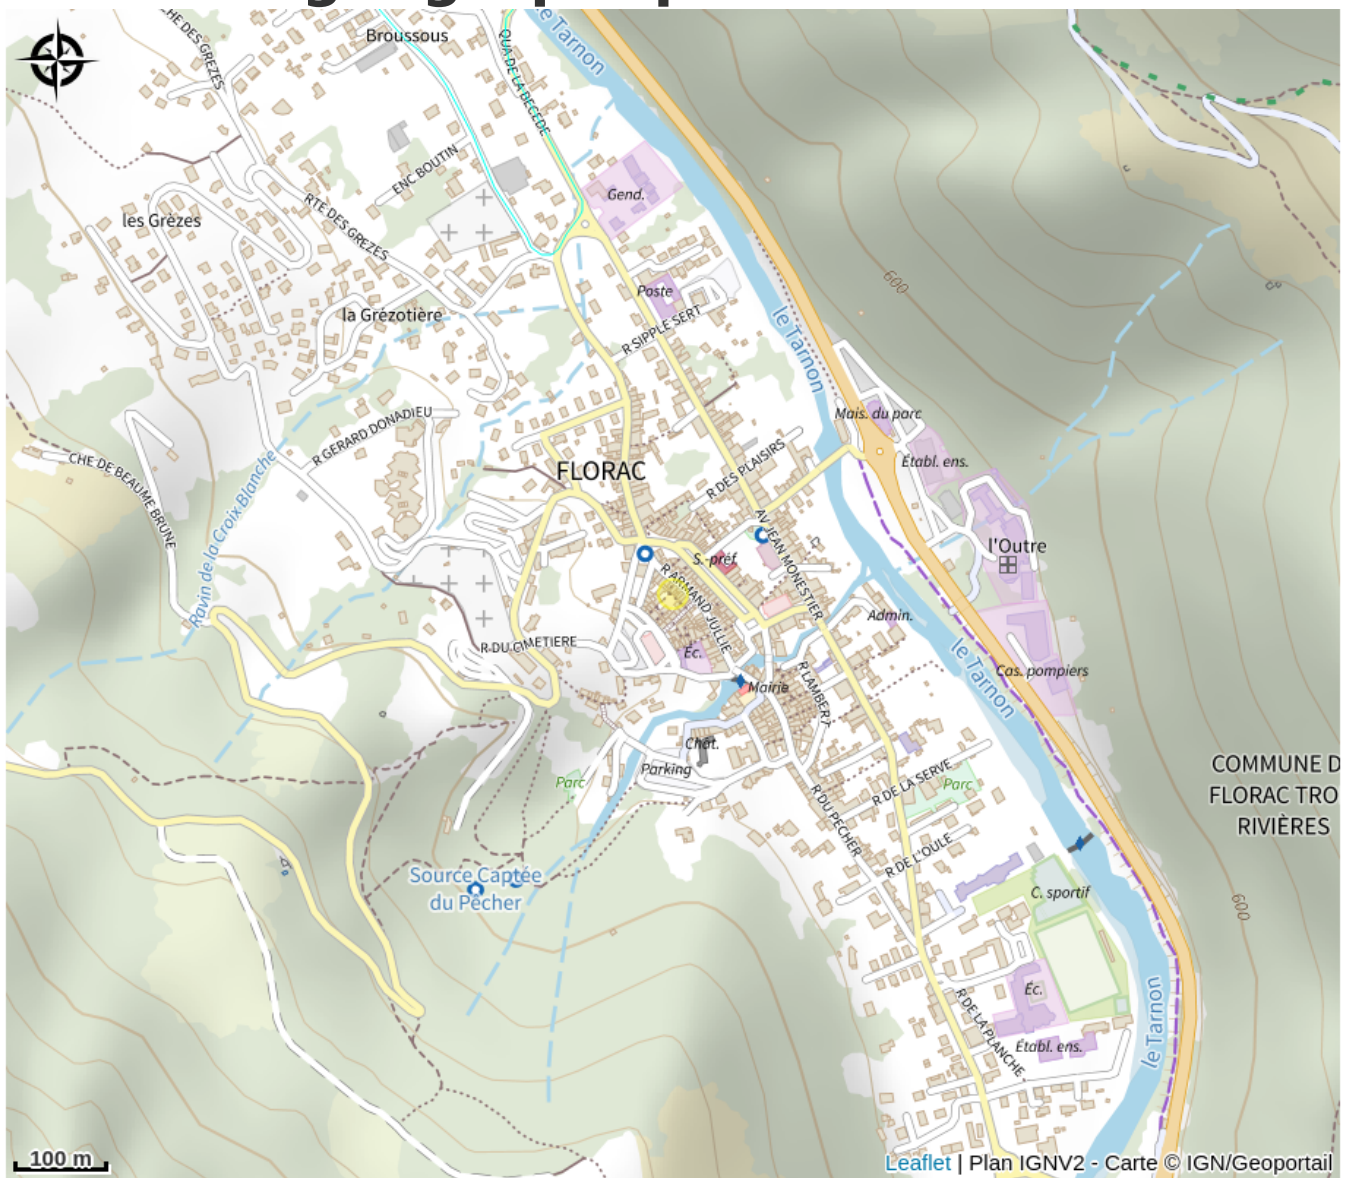 le Tarnon
Broussous
CHE DES GREZES
QUA DE LA BECEDE
ENC BOUTIN
Gend.
les Grèzes
RTE DES GREZES
600
Poste
la Grézotière
R SIPPLE SERT
le Tarnon
Mais. du parc
R GERARD DONADIEU
Établ. ens.
CHE DE BEAUME BRUNE
FLORAC
R DES PLAISIRS
Ravin de la Croix Blanche
AV JEAN MONESTIER
l'Outre
S.-préf
R ARMAND JULLIE
Admin.
R DU CIMETIERE
Éc.
le Tarnon
Cas. pompiers
Mairie
R LAMBERT
Chât.
Parking
Parc
R DE LA SERVE
Parc
COMMUNE D
FLORAC TRO
RIVIÈRES
R DU PECHER
R DE L'OULE
Source Captée
du Pêcher
C. sportif
600
Éc.
R DE LA PLANCHE
le Tarnon
Établ. ens.
100 m
Leaflet | Plan IGNV2 - Carte © IGN/Geoportail